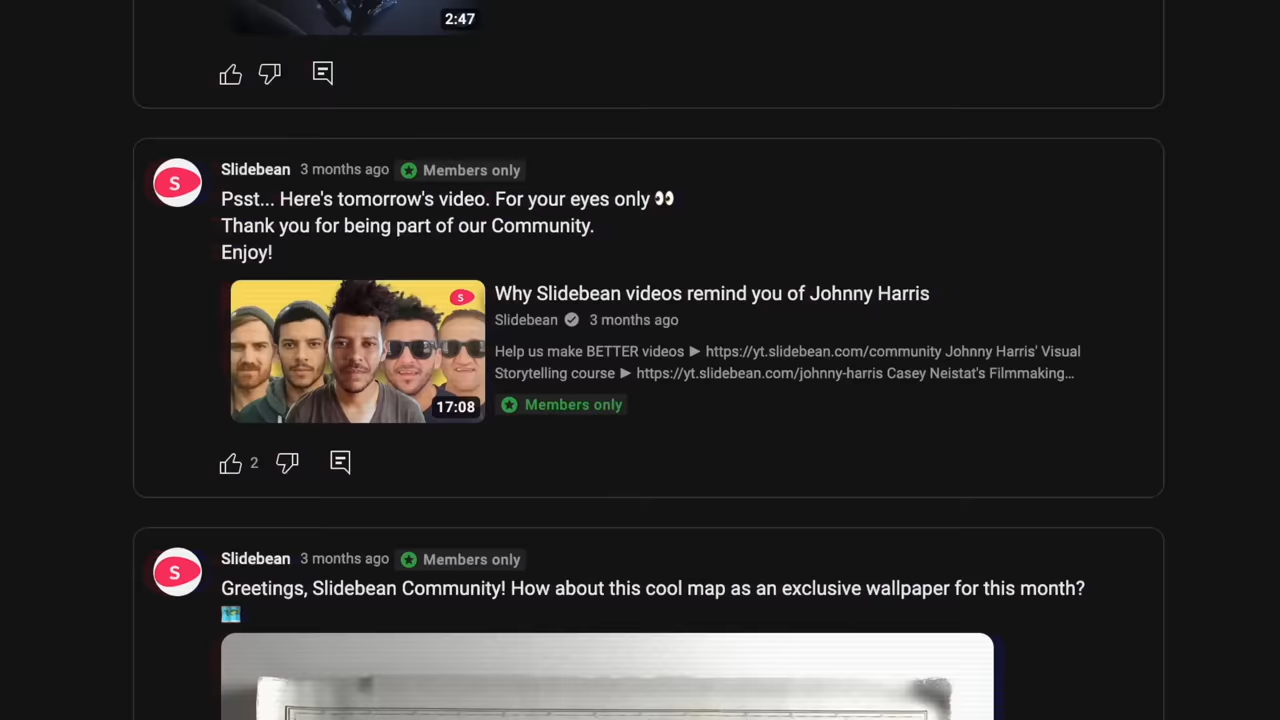 2:47
Slidebean 3 months ago Members only
S
Psst... Here's tomorrow's video. For your eyes only 👀
Thank you for being part of our Community.
Enjoy!
S
17:08
Why Slidebean videos remind you of Johnny Harris
Slidebean 3 months ago
Help us make BETTER videos ► https://yt.slidebean.com/community Johnny Harris' Visual
Storytelling course ► https://yt.slidebean.com/johnny-harris Casey Neistat's Filmmaking...
Members only
2
Slidebean 3 months ago Members only
S
Greetings, Slidebean Community! How about this cool map as an exclusive wallpaper for this month?
🗺️